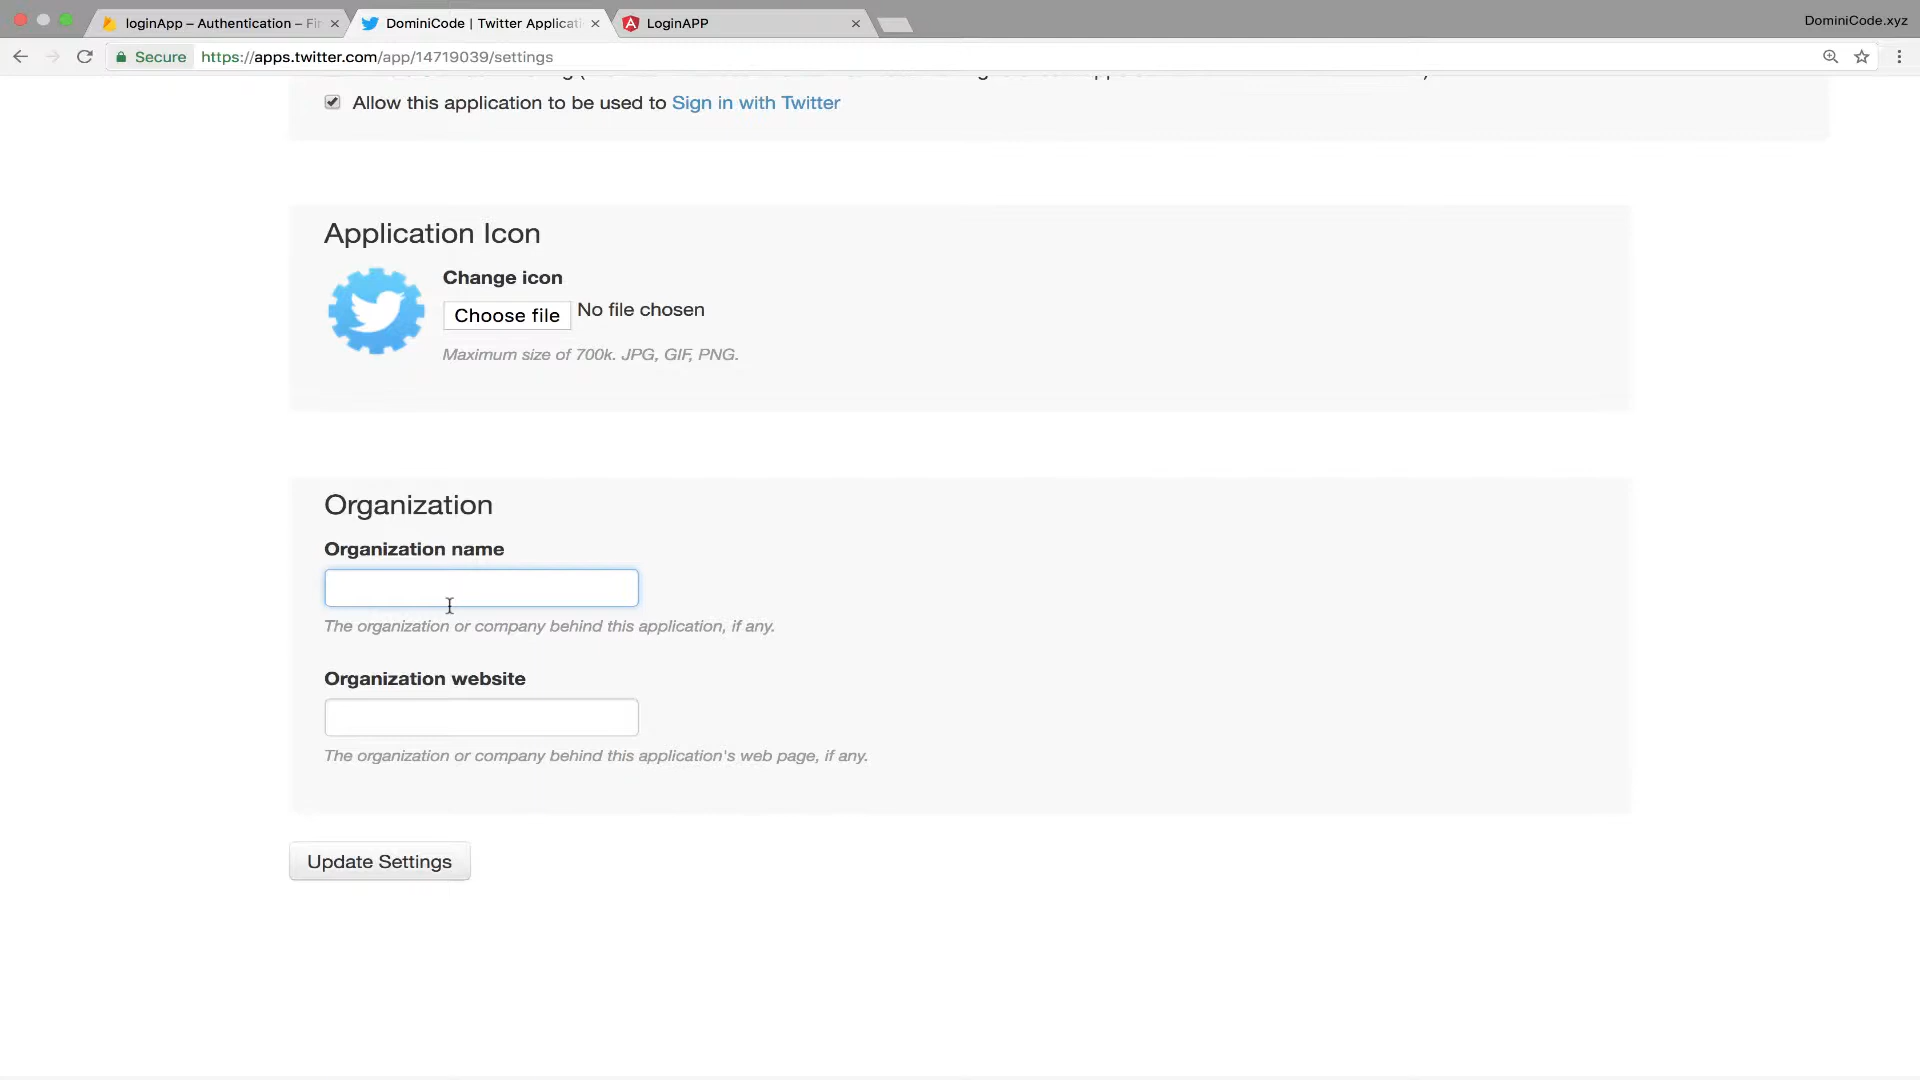 loginApp – Authentication – Fi
DominiCode | Twitter Applicati
LoginAPP
DominiCode.xyz
Secure
https://apps.twitter.com/app/14719039/settings
Allow this application to be used to Sign in with Twitter
Application Icon
Change icon
Choose file
No file chosen
Maximum size of 700k. JPG, GIF, PNG.
Organization
Organization name
The organization or company behind this application, if any.
Organization website
The organization or company behind this application's web page, if any.
Update Settings